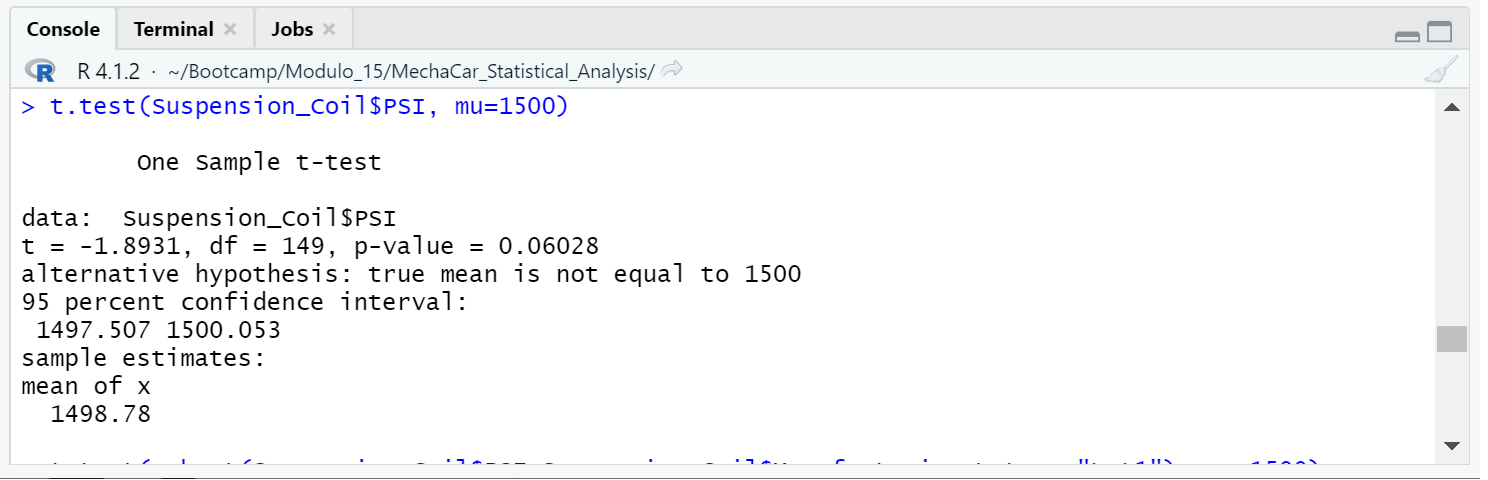 Console Terminal Jobs
R R 4.1.2 · ~/Bootcamp/Modulo_15/MechaCar_Statistical_Analysis/
> t.test(Suspension_Coil$PSI, mu=1500)
One Sample t-test
data: Suspension_Coil$PSI
t = -1.8931, df = 149, p-value = 0.06028
alternative hypothesis: true mean is not equal to 1500
95 percent confidence interval:
1497.507 1500.053
sample estimates:
mean of x
1498.78